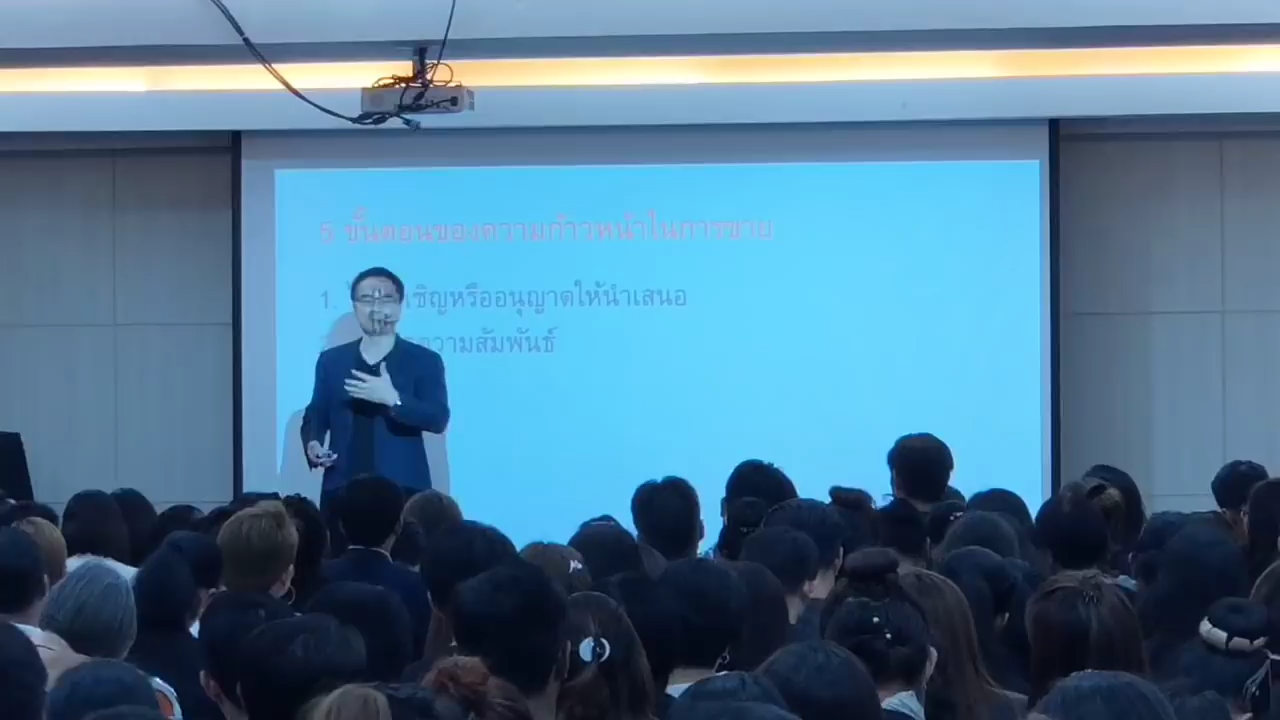 5 ขั้นตอนของความก้าวหน้าในการขาย
1. เชิญหรืออนุญาตให้นำเสนอ
ความสัมพันธ์